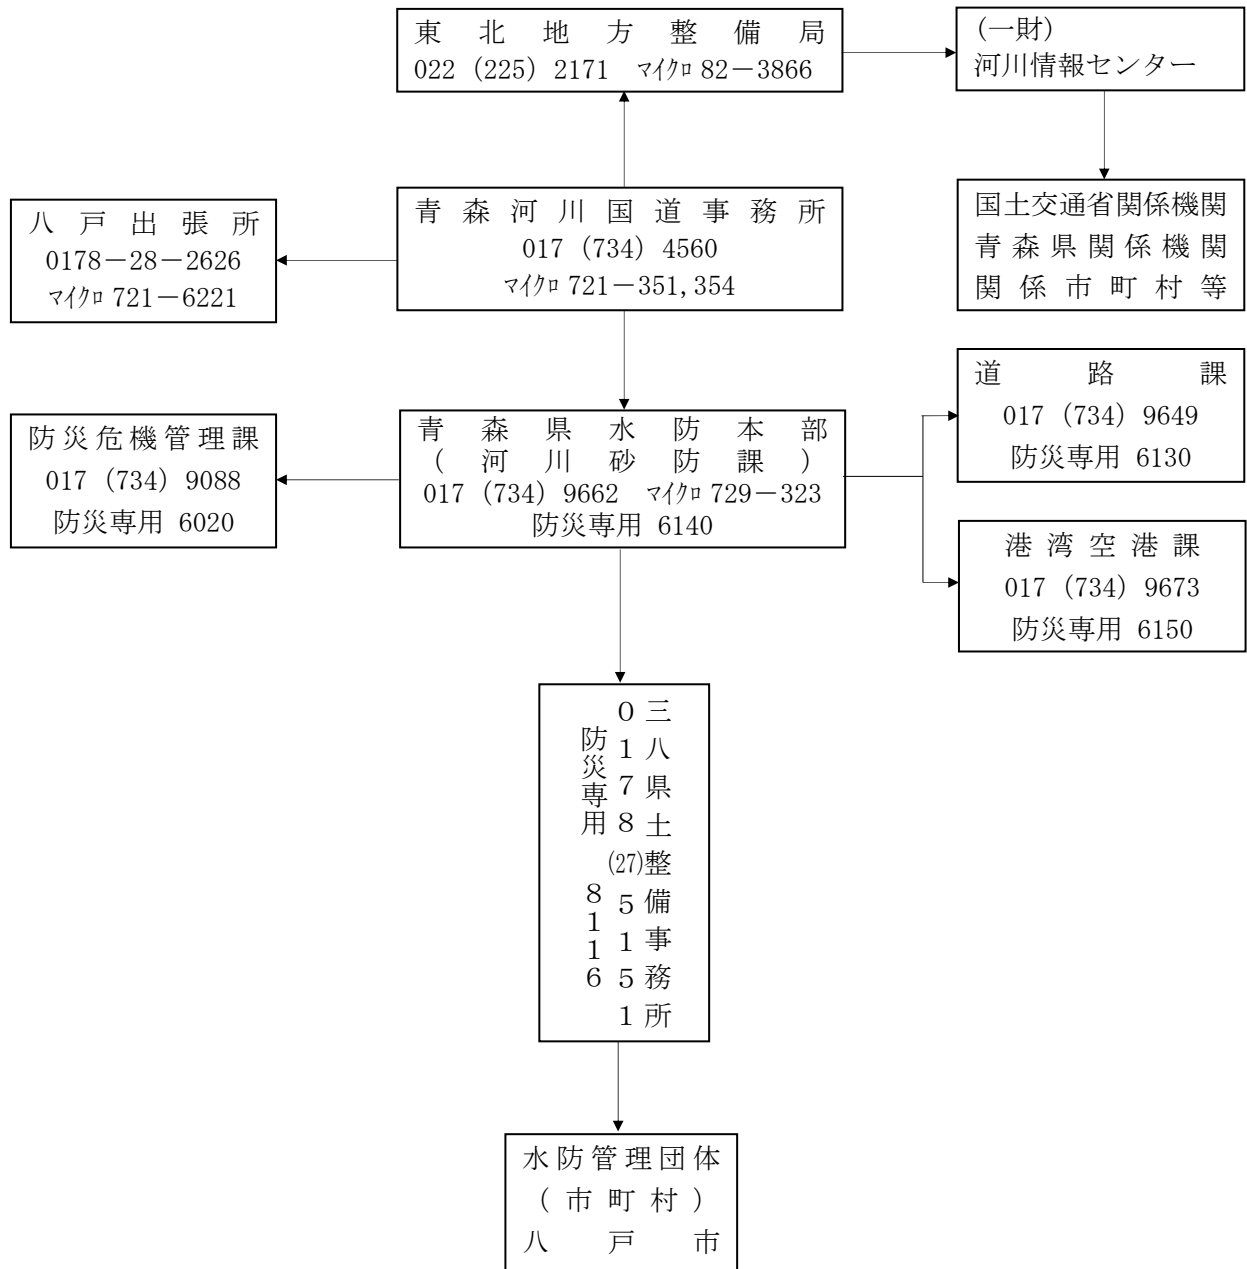 東北地方整備局
022（225）2171　ﾏｲｸﾛ 82－3866
(一財)
河川情報センター
国土交通省関係機関
青森県関係機関
関係市町村等
青森河川国道事務所
017（734）4560
ﾏｲｸﾛ 721－351, 354
八戸出張所
0178－28－2626
ﾏｲｸﾛ 721－6221
青森県水防本部
(河川砂防課)
017（734）9662　ﾏｲｸﾛ 729－323
防災専用 6140
防災危機管理課
017（734）9088
防災専用 6020
道路課
017（734）9649
防災専用 6130
港湾空港課
017（734）9673
防災専用 6150
三八県土整備事務所
０１７８(27)５１５１
防災専用　８１１６
水防管理団体
(市町村)
八戸市